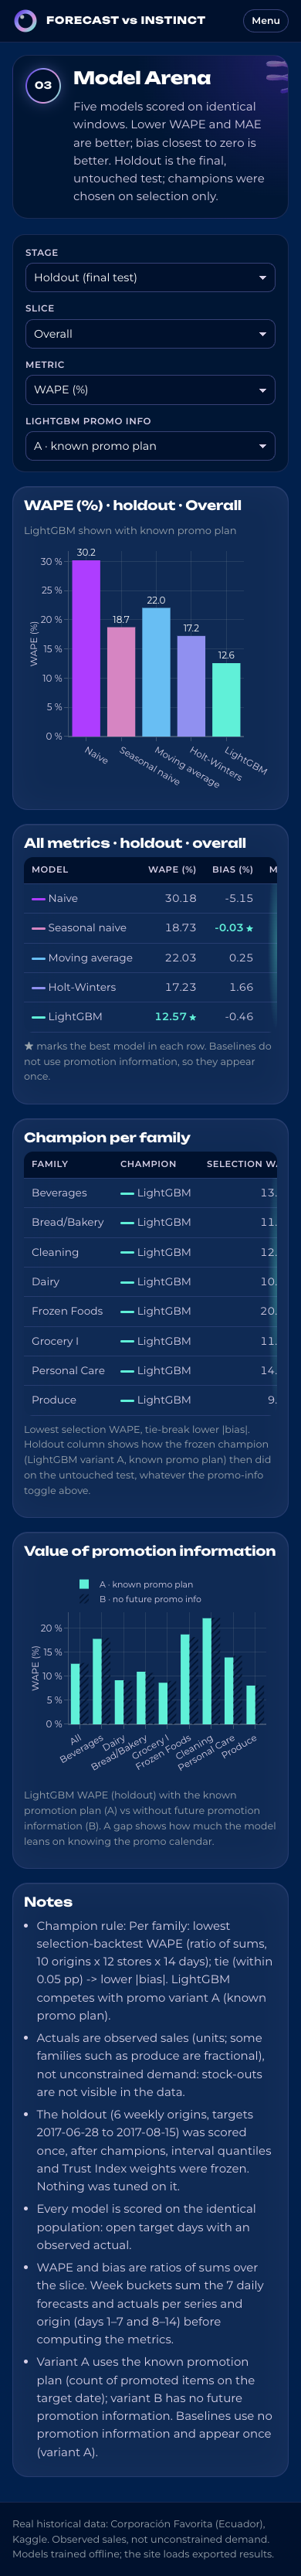 FORECAST vs INSTINCT
Menu
03
Model Arena
Five models scored on identical
windows. Lower WAPE and MAE
are better; bias closest to zero is
better. Holdout is the final,
untouched test; champions were
chosen on selection only.
STAGE
Holdout (final test)
SLICE
Overall
METRIC
WAPE (%)
LIGHTGBM PROMO INFO
A · known promo plan
WAPE (%) · holdout · Overall
LightGBM shown with known promo plan
30.2
18.7
22.0
17.2
12.6
30 %
25 %
20 %
15 %
10 %
5 %
0 %
WAPE (%)
Naive
Seasonal naive
Moving average
Holt-Winters
LightGBM
All metrics · holdout · overall
MODEL WAPE (%) BIAS (%) M
Naive 30.18 -5.15
Seasonal naive 18.73 -0.03 ★
Moving average 22.03 0.25
Holt-Winters 17.23 1.66
LightGBM 12.57 ★ -0.46
★ marks the best model in each row. Baselines do
not use promotion information, so they appear
once.
Champion per family
FAMILY CHAMPION SELECTION WA
Beverages LightGBM 13.
Bread/Bakery LightGBM 11.
Cleaning LightGBM 12.
Dairy LightGBM 10.
Frozen Foods LightGBM 20.
Grocery I LightGBM 11.
Personal Care LightGBM 14.
Produce LightGBM 9.
Lowest selection WAPE, tie-break lower |bias|.
Holdout column shows how the frozen champion
(LightGBM variant A, known promo plan) then did
on the untouched test, whatever the promo-info
toggle above.
Value of promotion information
A · known promo plan
B · no future promo info
20 %
15 %
10 %
5 %
0 %
WAPE (%)
All
Beverages
Dairy
Bread/Bakery
Grocery I
Frozen Foods
Cleaning
Personal Care
Produce
LightGBM WAPE (holdout) with the known
promotion plan (A) vs without future promotion
information (B). A gap shows how much the model
leans on knowing the promo calendar.
Notes
• Champion rule: Per family: lowest
selection-backtest WAPE (ratio of sums,
10 origins x 12 stores x 14 days); tie (within
0.05 pp) -> lower |bias|. LightGBM
competes with promo variant A (known
promo plan).
• Actuals are observed sales (units; some
families such as produce are fractional),
not unconstrained demand: stock-outs
are not visible in the data.
• The holdout (6 weekly origins, targets
2017-06-28 to 2017-08-15) was scored
once, after champions, interval quantiles
and Trust Index weights were frozen.
Nothing was tuned on it.
• Every model is scored on the identical
population: open target days with an
observed actual.
• WAPE and bias are ratios of sums over
the slice. Week buckets sum the 7 daily
forecasts and actuals per series and
origin (days 1–7 and 8–14) before
computing the metrics.
• Variant A uses the known promotion
plan (count of promoted items on the
target date); variant B has no future
promotion information. Baselines use no
promotion information and appear once
(variant A).
Real historical data: Corporación Favorita (Ecuador),
Kaggle. Observed sales, not unconstrained demand.
Models trained offline; the site loads exported results.